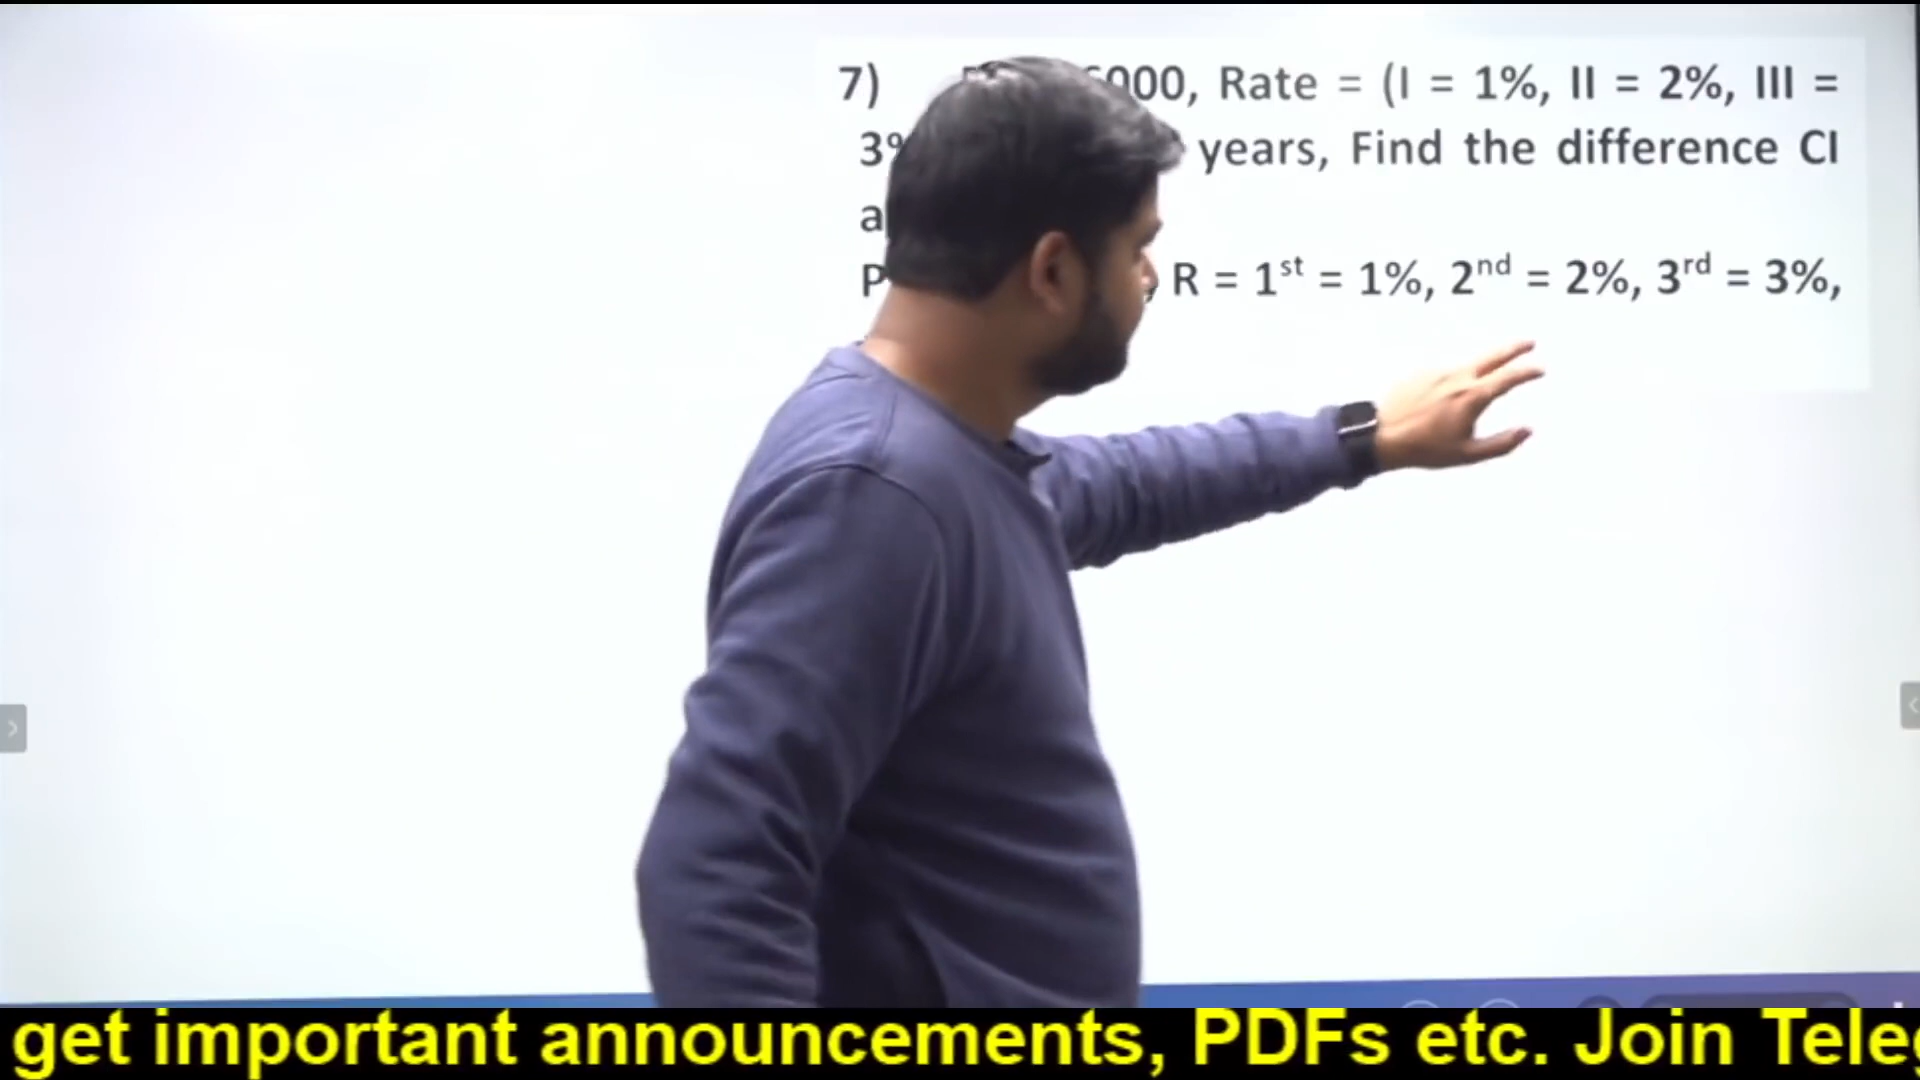 7) 000, Rate = (I = 1%, II = 2%, III =
3% years, Find the difference CI
P R = 1st = 1%, 2nd = 2%, 3rd = 3%,
get important announcements, PDFs etc. Join